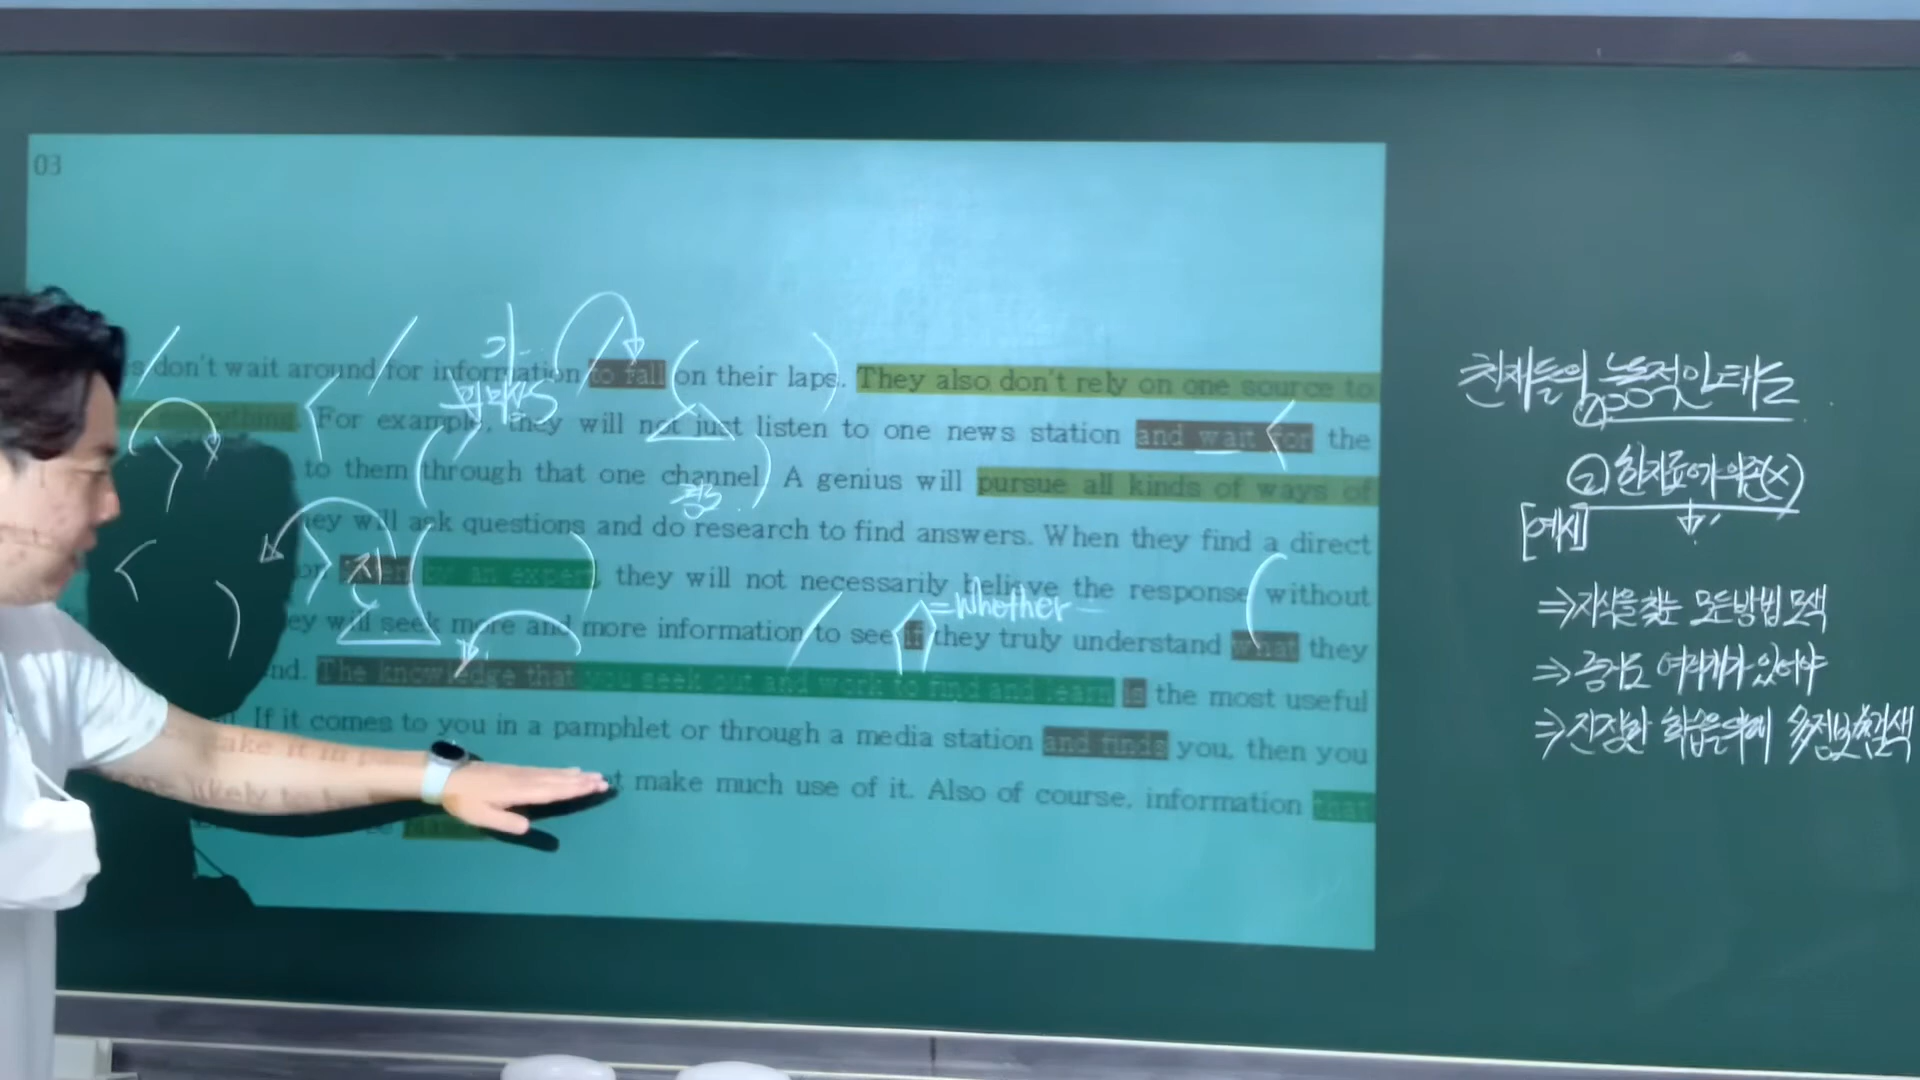 03
don't wait around for information to fall on their laps. They also don't rely on one source to
everything. For example, they will not just listen to one news station and wait for the
to them through that one channel. A genius will pursue all kinds of ways of
they will ask questions and do research to find answers. When they find a direct
by an expert, they will not necessarily believe the response without
=Whether
they will seek more and more information to see if they truly understand what they
The knowledge that you seek out and work to find and learn is the most useful
If it comes to you in a pamphlet or through a media station and finds you, then you
make much use of it. Also of course, information that
천재들의 능동적인 태도
② 한 자료에 의존(X)
[예시]
⇒지식을 찾는 모든방법 모색
⇒ 증거도 여러개가 있어야
⇒ 진정한 학습을 위해 多정보 검색